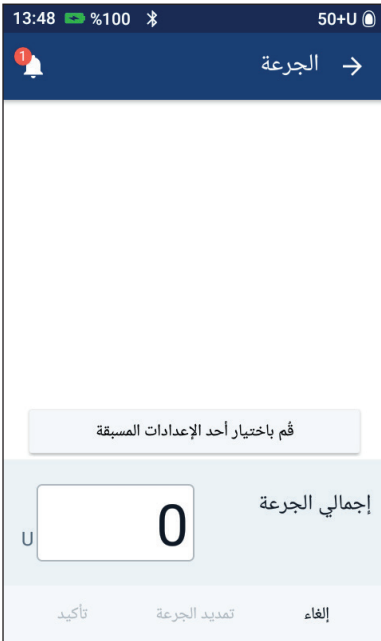 13:48 %100 50+U
1 الجرعة
قُم باختيار أحد الإعدادات المسبقة
إجمالي الجرعة
0 U
إلغاء تمديد الجرعة تأكيد